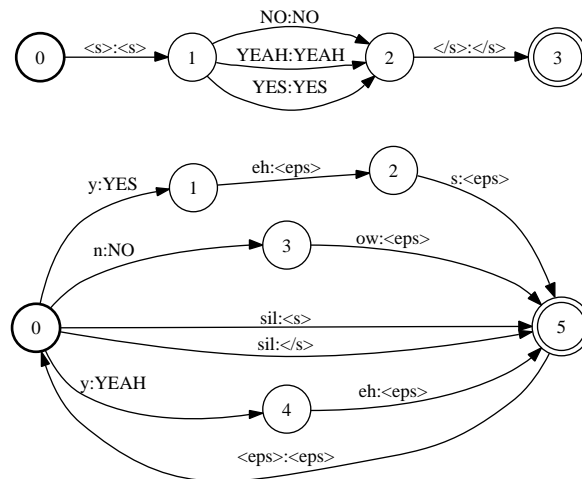 NO:NO
<s>:<s>
YEAH:YEAH
</s>:</s>
0
1
2
3
YES:YES
eh:<eps>
2
s:<eps>
y:YES
1
n:NO
3
ow:<eps>
sil:<s>
0
5
sil:</s>
y:YEAH
4
eh:<eps>
<eps>:<eps>